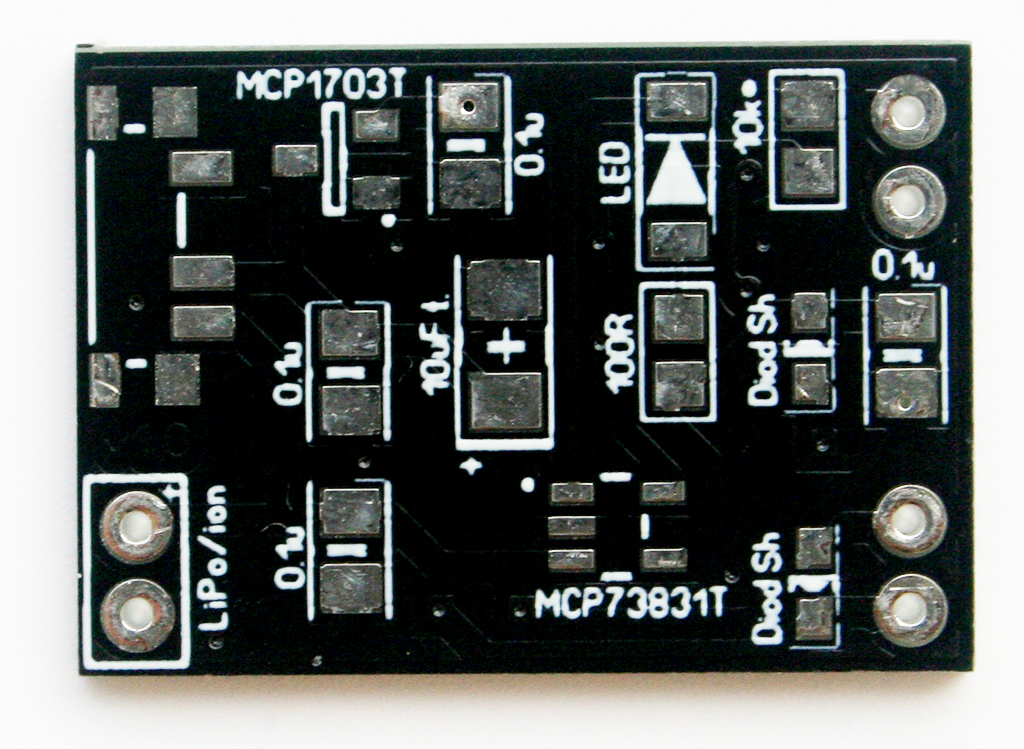 MCP1703T
0.1u
LED
10k
0.1u
0.1u
10uF t.
100R
Diod Sh
LiPo/ion
+
0.1u
MCP73831T
Diod Sh